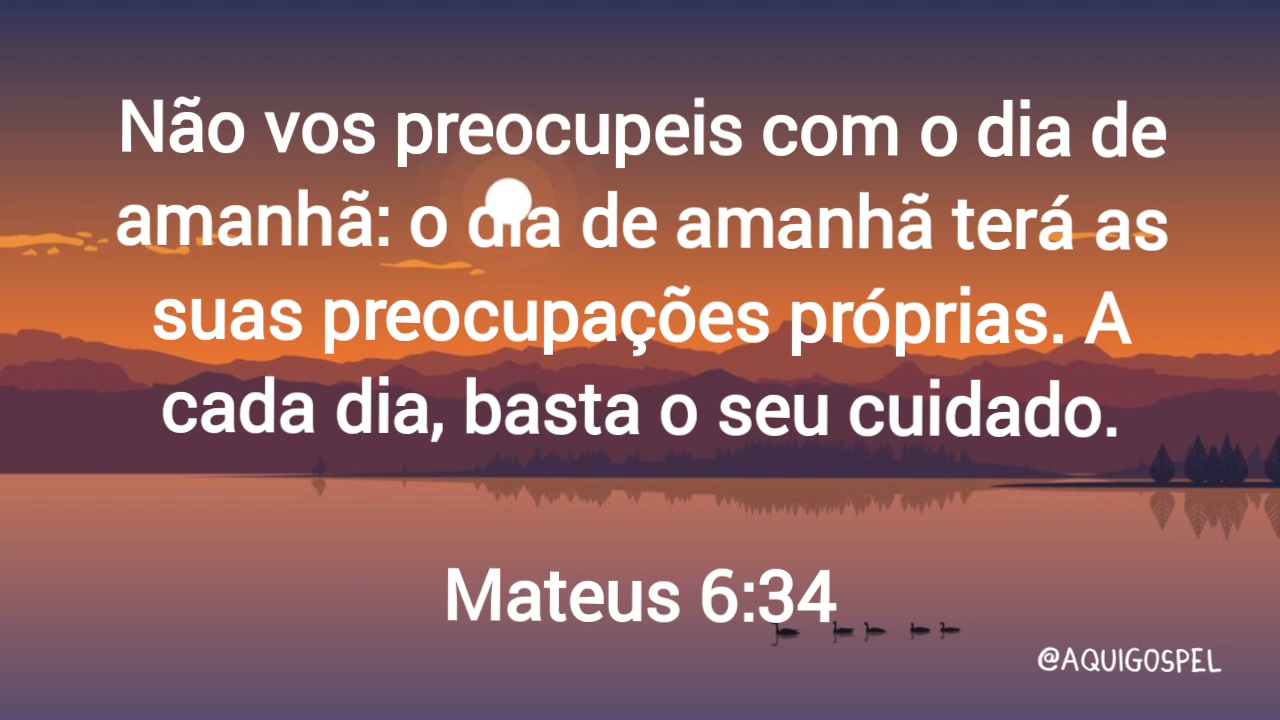 Não vos preocupeis com o dia de
amanhã: o dia de amanhã terá as
suas preocupações próprias. A
cada dia, basta o seu cuidado.
Mateus 6:34
@AQUIGOSPEL